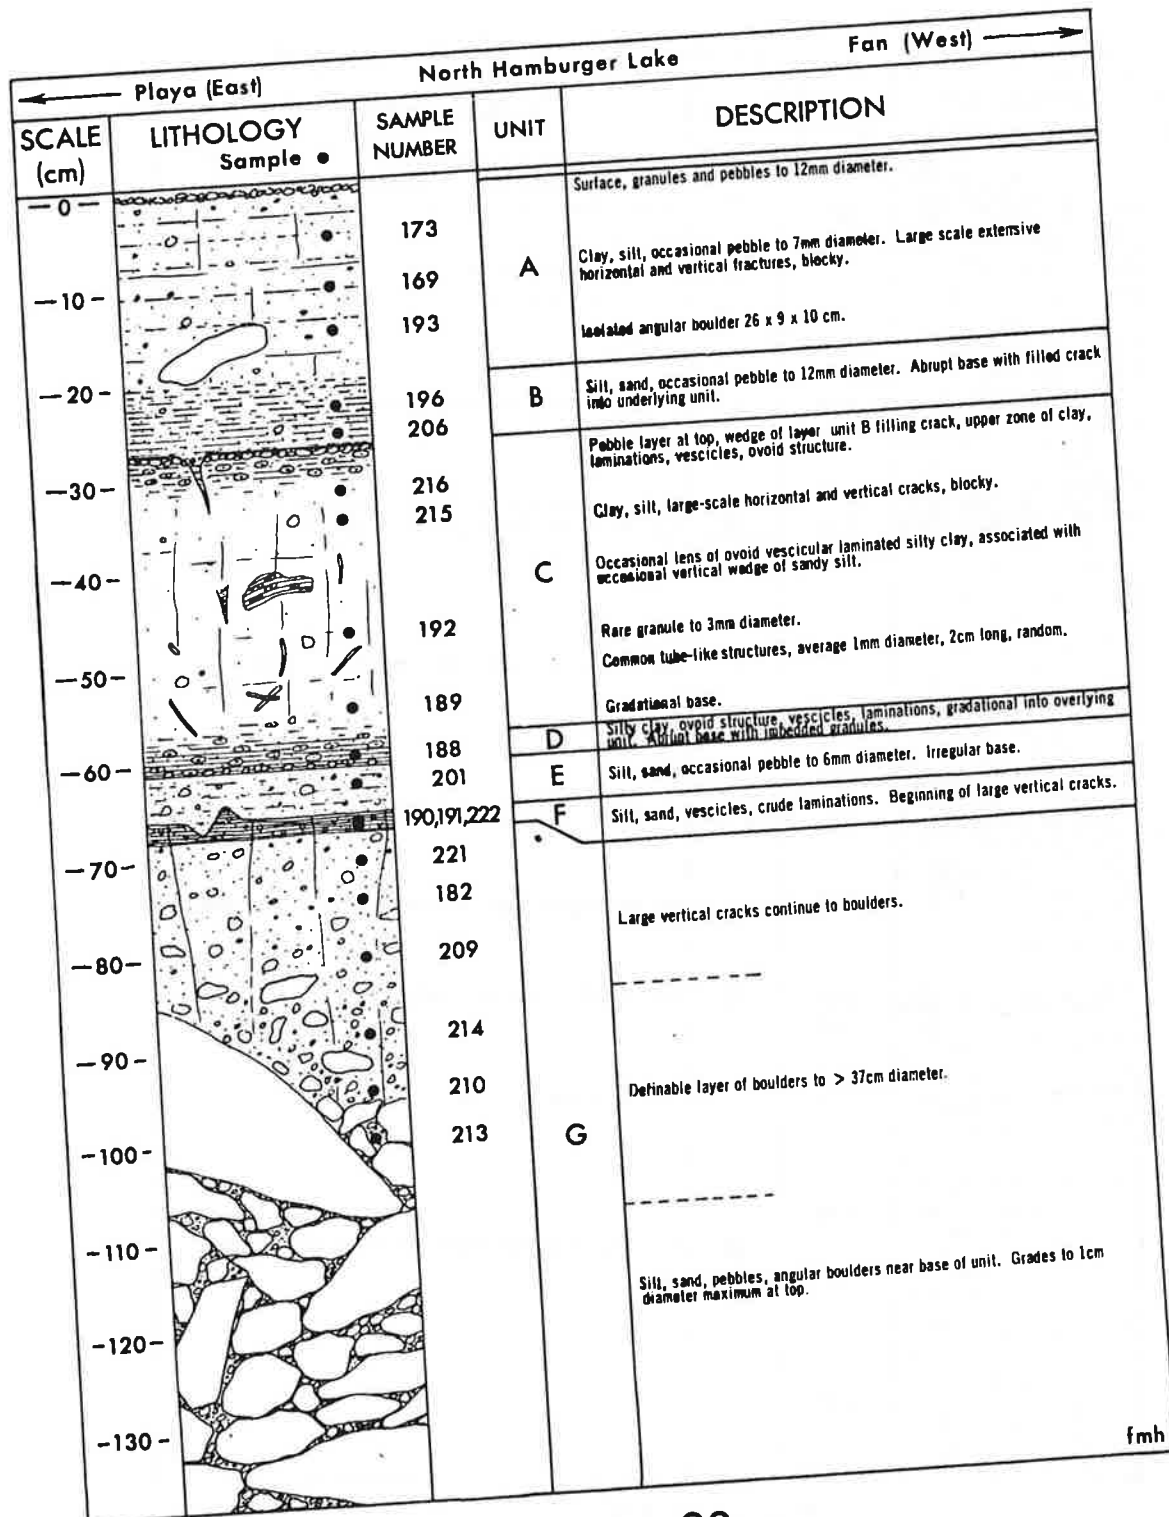 North Hamburger Lake
Playa (East)
Fan (West)
SCALE
(cm)
LITHOLOGY
Sample
SAMPLE
NUMBER
UNIT
DESCRIPTION
— 0 —
—10 —
—20 —
—30 —
—40 —
—50 —
—60 —
—70 —
—80 —
—90 —
—100 —
—110 —
—120 —
—130 —
173
169
193
196
206
216
215
192
189
188
201
190,191,222
221
182
209
214
210
213
A
Surface, granules and pebbles to 12mm diameter.
Clay, silt, occasional pebble to 7mm diameter. Large scale extensive
horizontal and vertical fractures, blocky.
Isolated angular boulder 26 x 9 x 10 cm.
B
Silt, sand, occasional pebble to 12mm diameter. Abrupt base with filled crack
into underlying unit.
C
Pebble layer at top, wedge of layer unit B filling crack, upper zone of clay,
laminations, vescicles, ovoid structure.
Clay, silt, large-scale horizontal and vertical cracks, blocky.
Occasional lens of ovoid vescicular laminated silty clay, associated with
occasional vertical wedge of sandy silt.
Rare granule to 3mm diameter.
Common tube-like structures, average 1mm diameter, 2cm long, random.
Gradational base.
D
Silty clay, ovoid structure, vescicles, laminations, gradational into overlying
unit. Abrupt base with imbedded granules.
E
Silt, sand, occasional pebble to 6mm diameter. Irregular base.
F
Silt, sand, vescicles, crude laminations. Beginning of large vertical cracks.
G
Large vertical cracks continue to boulders.
Definable layer of boulders to > 37cm diameter.
Silt, sand, pebbles, angular boulders near base of unit. Grades to 1cm
diameter maximum at top.
fmh